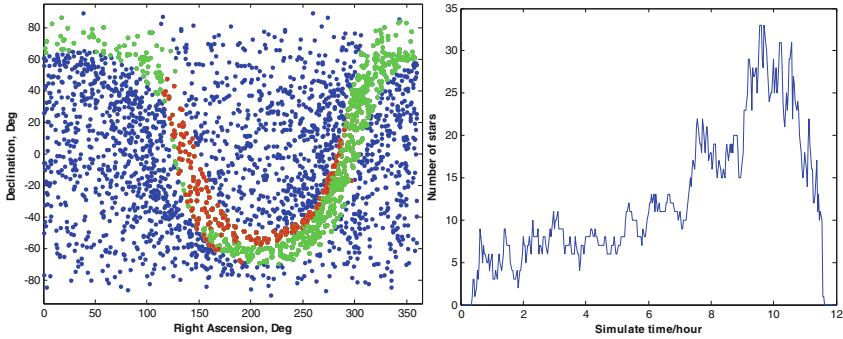 80
60
40
20
0
-20
-40
-60
-80
Declination, Deg
0 50 100 150 200 250 300 350
Right Ascension, Deg
35
30
25
20
15
10
5
0
Number of stars
0 2 4 6 8 10 12
Simulate time/hour